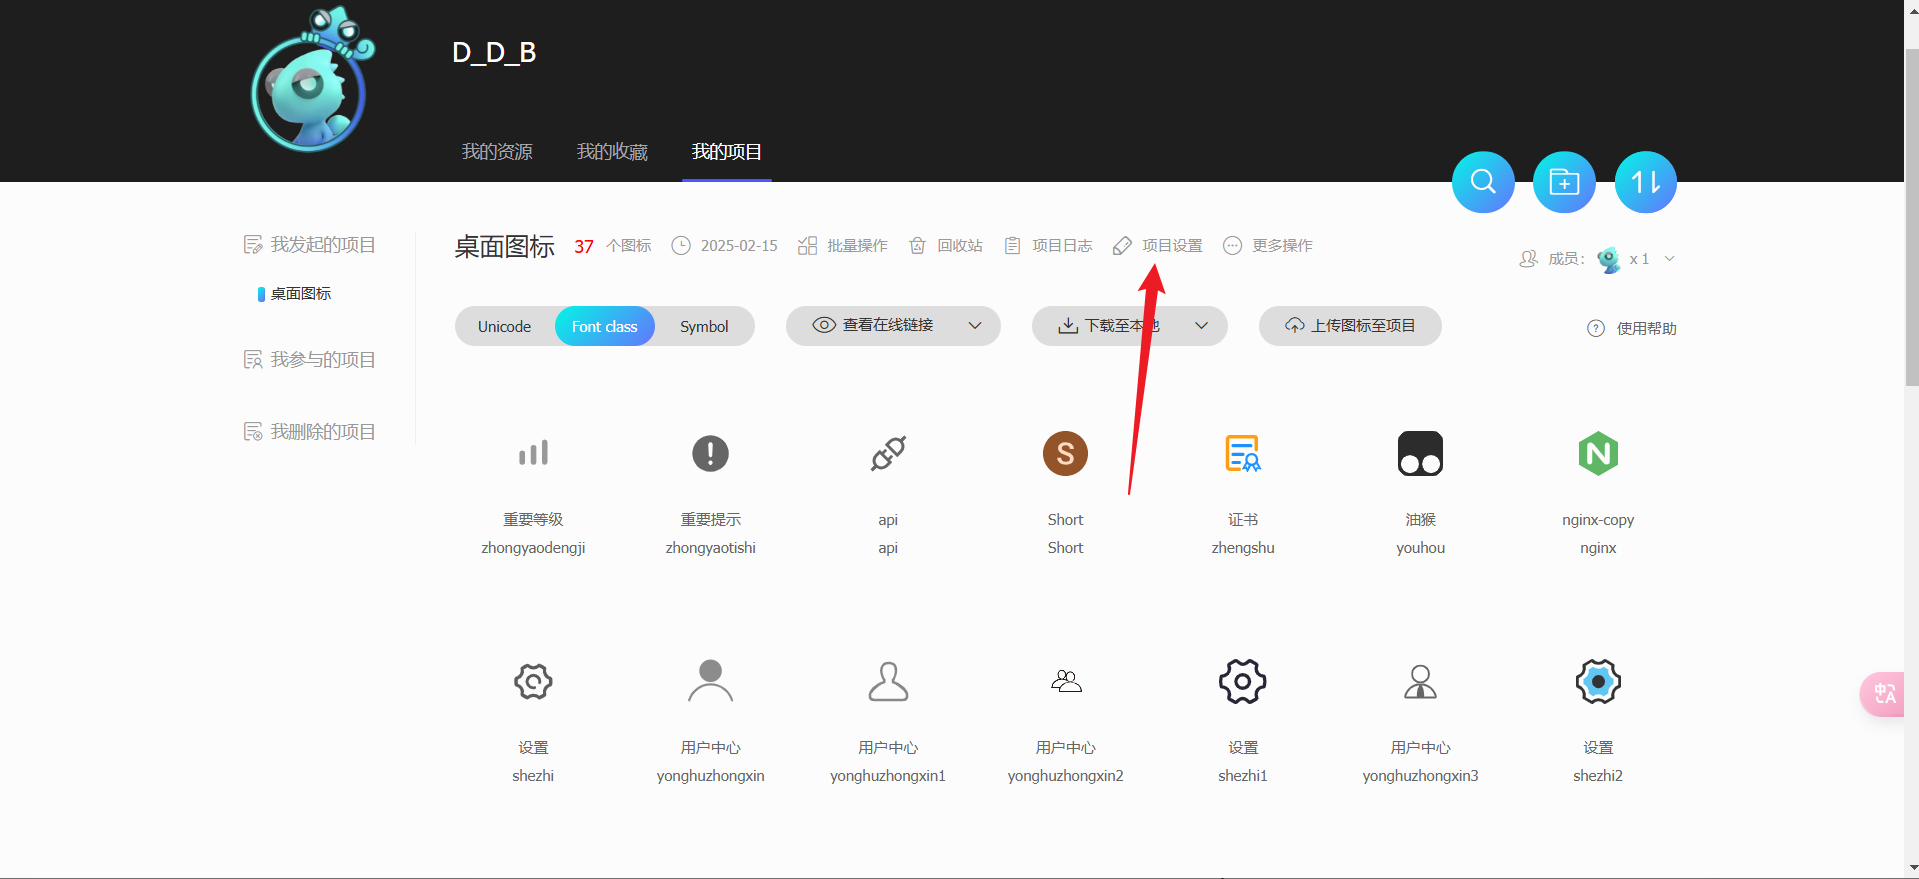 D_D_B
我的资源 我的收藏 我的项目
我发起的项目
桌面图标
我参与的项目
我删除的项目
桌面图标 37 个图标 2025-02-15 批量操作 回收站 项目日志 项目设置 更多操作
成员： x 1
Unicode Font class Symbol 查看在线链接 下载至本地 上传图标至项目
使用帮助
S N
重要等级 重要提示 api Short 证书 油猴 nginx-copy
zhongyaodengji zhongyaotishi api Short zhengshu youhou nginx
设置 用户中心 用户中心 用户中心 设置 用户中心 设置
shezhi yonghuzhongxin yonghuzhongxin1 yonghuzhongxin2 shezhi1 yonghuzhongxin3 shezhi2
中A